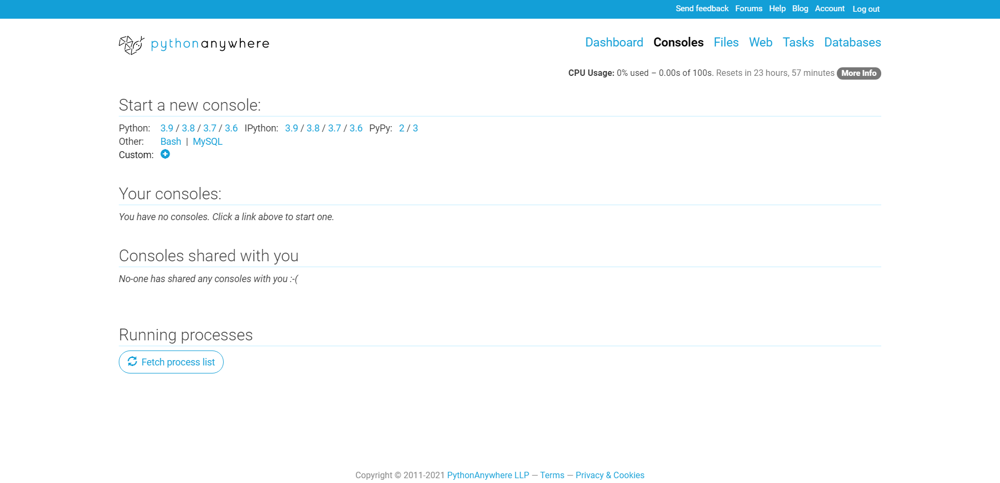 Send feedback Forums Help Blog Account Log out
pythonanywhere
Dashboard Consoles Files Web Tasks Databases
CPU Usage: 0% used – 0.00s of 100s. Resets in 23 hours, 57 minutes More Info
Start a new console:
Python: 3.9 / 3.8 / 3.7 / 3.6 IPython: 3.9 / 3.8 / 3.7 / 3.6 PyPy: 2 / 3
Other: Bash | MySQL
Custom:
Your consoles:
You have no consoles. Click a link above to start one.
Consoles shared with you
No-one has shared any consoles with you :-(
Running processes
Fetch process list
Copyright © 2011-2021 PythonAnywhere LLP — Terms — Privacy & Cookies